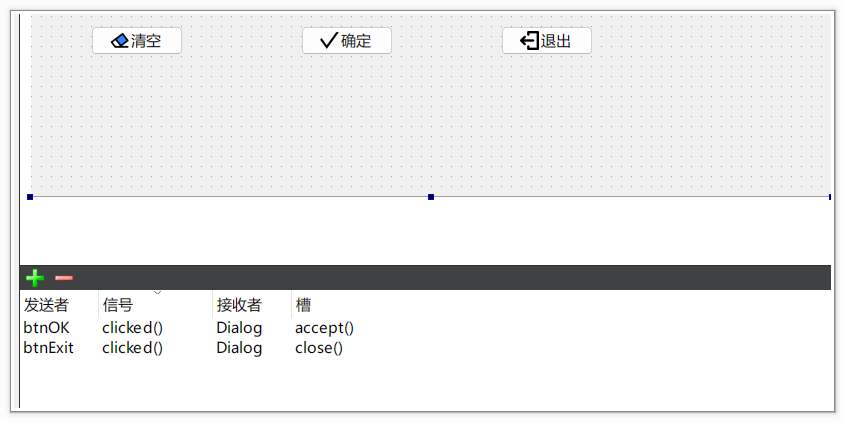 清空 确定 退出
发送者 信号 接收者 槽
btnOK clicked() Dialog accept()
btnExit clicked() Dialog close()